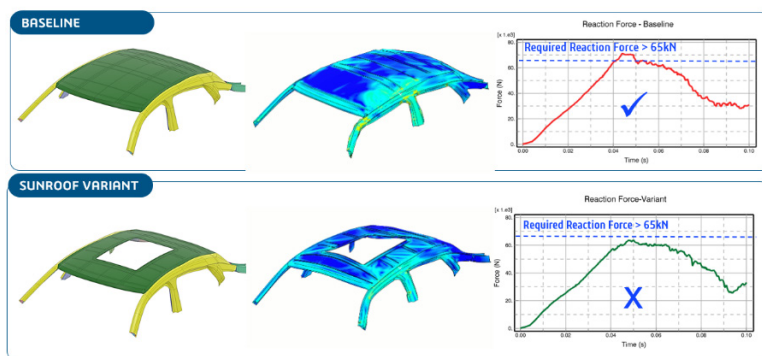 BASELINE
Reaction Force - Baseline
[x 1.e3]
Required Reaction Force > 65kN
80.
60.
40.
20.
0.
Force (N)
0.00 0.02 0.04 0.06 0.08 0.10
Time (s)
SUNROOF VARIANT
Reaction Force-Variant
[x 1.e3]
Required Reaction Force > 65kN
80.
60.
40.
20.
0.
Force (N)
0.00 0.02 0.04 0.06 0.08 0.10
Time (s)
X